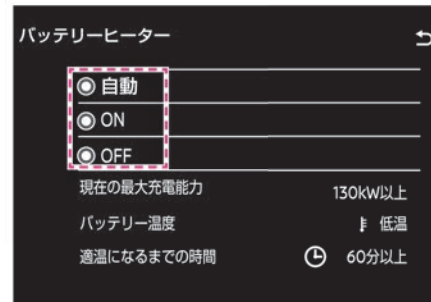 バッテリーヒーター
自動
ON
OFF
現在の最大充電能力 130kW以上
バッテリー温度 低温
適温になるまでの時間 60分以上